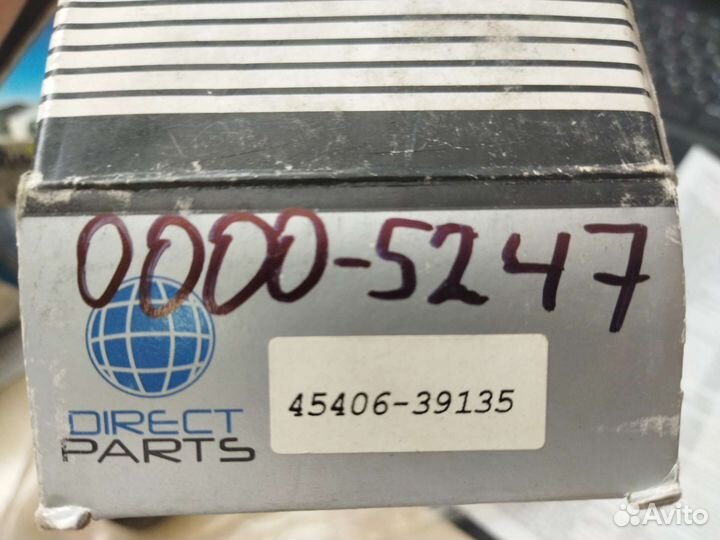 0000-5247
45406-39135
DIRECT
PARTS
Avito